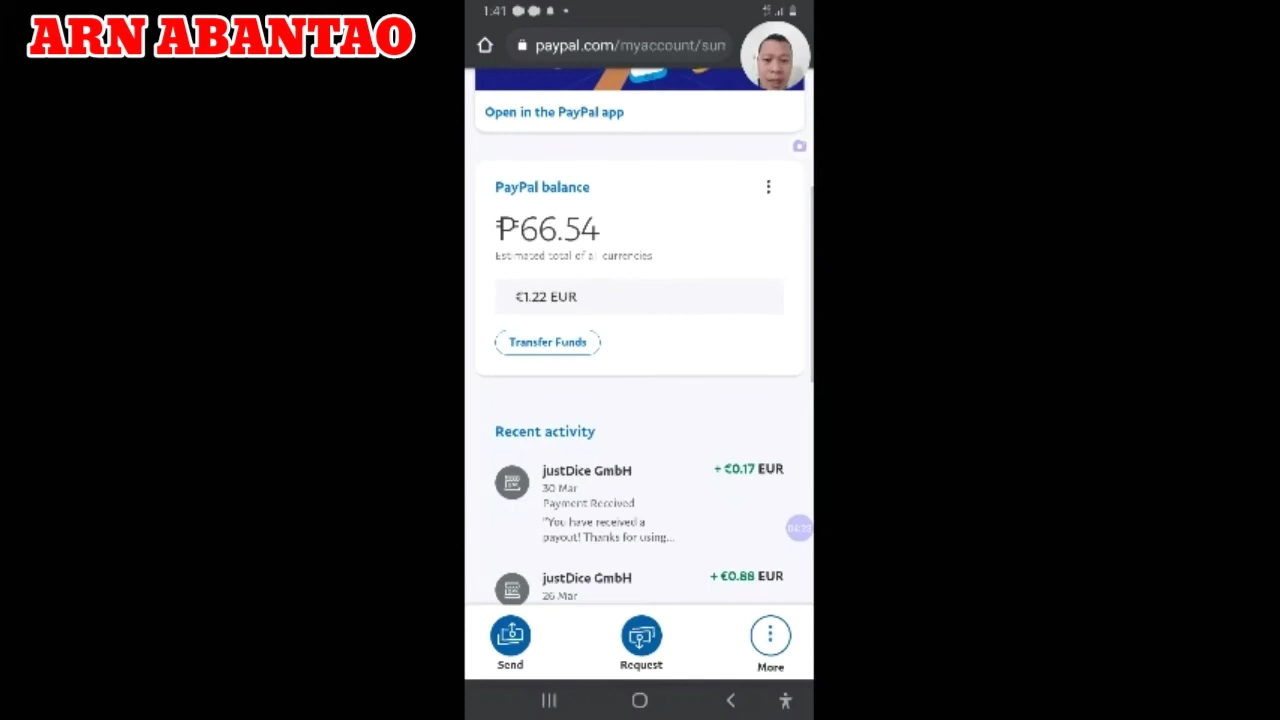 ARN ABANTAO
1:41
paypal.com/myaccount/sum
Open in the PayPal app
PayPal balance
₱66.54
Estimated total of all currencies
€1.22 EUR
Transfer Funds
Recent activity
justDice GmbH
+ €0.17 EUR
30 Mar
Payment Received
"You have received a
payout! Thanks for using...
justDice GmbH
+ €0.88 EUR
26 Mar
Send
Request
More